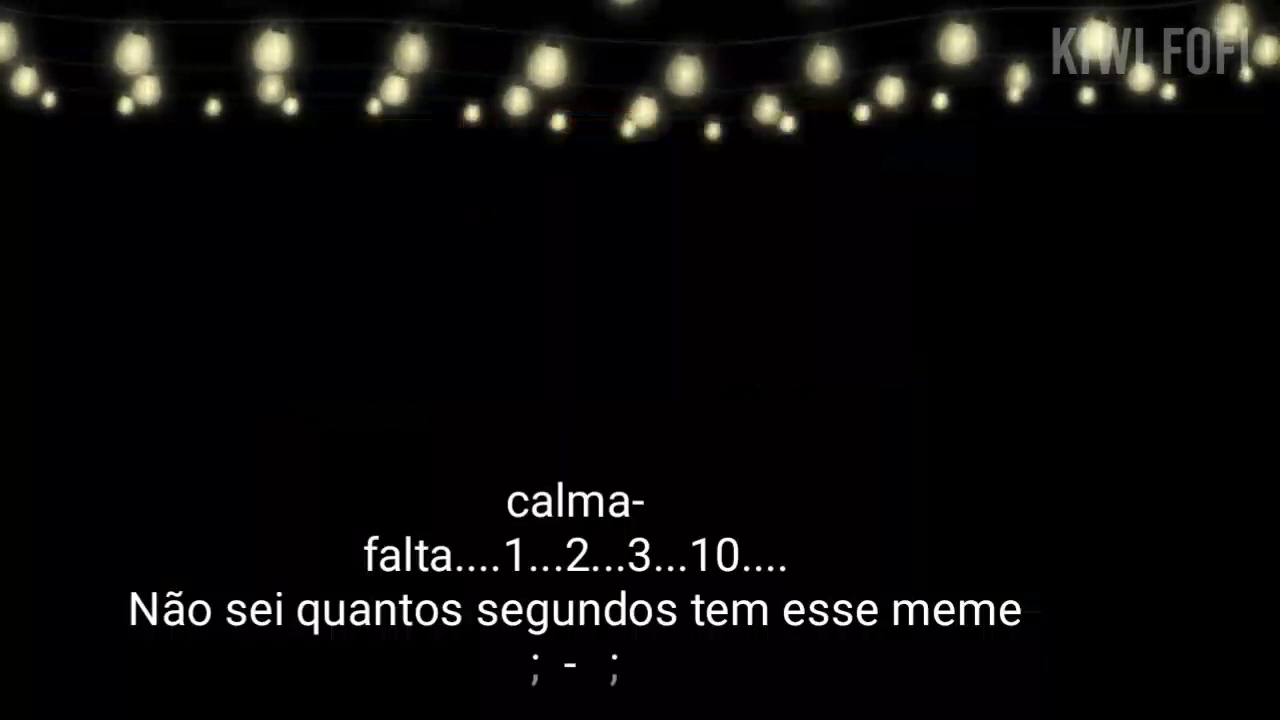 KIWI FOFI
calma-
falta....1...2...3...10....
Não sei quantos segundos tem esse meme
; - ;